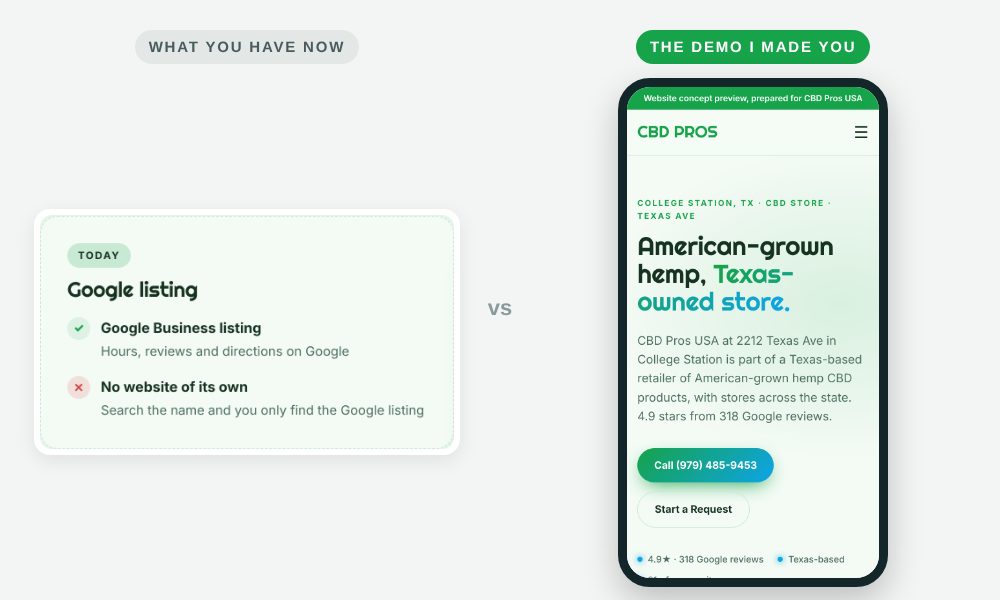 WHAT YOU HAVE NOW
TODAY
Google listing
Google Business listing
Hours, reviews and directions on Google
No website of its own
Search the name and you only find the Google listing
vs
THE DEMO I MADE YOU
Website concept preview, prepared for CBD Pros USA
CBD PROS
COLLEGE STATION, TX · CBD STORE ·
TEXAS AVE
American-grown
hemp, Texas-
owned store.
CBD Pros USA at 2212 Texas Ave in
College Station is part of a Texas-based
retailer of American-grown hemp CBD
products, with stores across the state.
4.9 stars from 318 Google reviews.
Call (979) 485-9453
Start a Request
4.9★ · 318 Google reviews
Texas-based